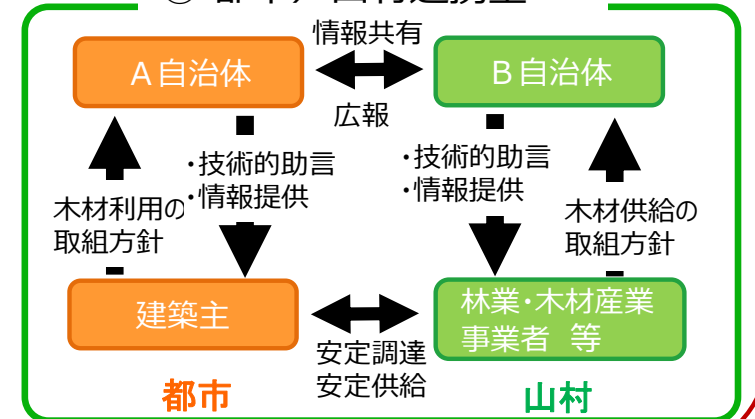 情報共有
A自治体
B自治体
広報
・技術的助言
・情報提供
・技術的助言
・情報提供
木材利用の
取組方針
木材供給の
取組方針
建築主
林業・木材産業
事業者 等
安定調達
安定供給
都市
山村